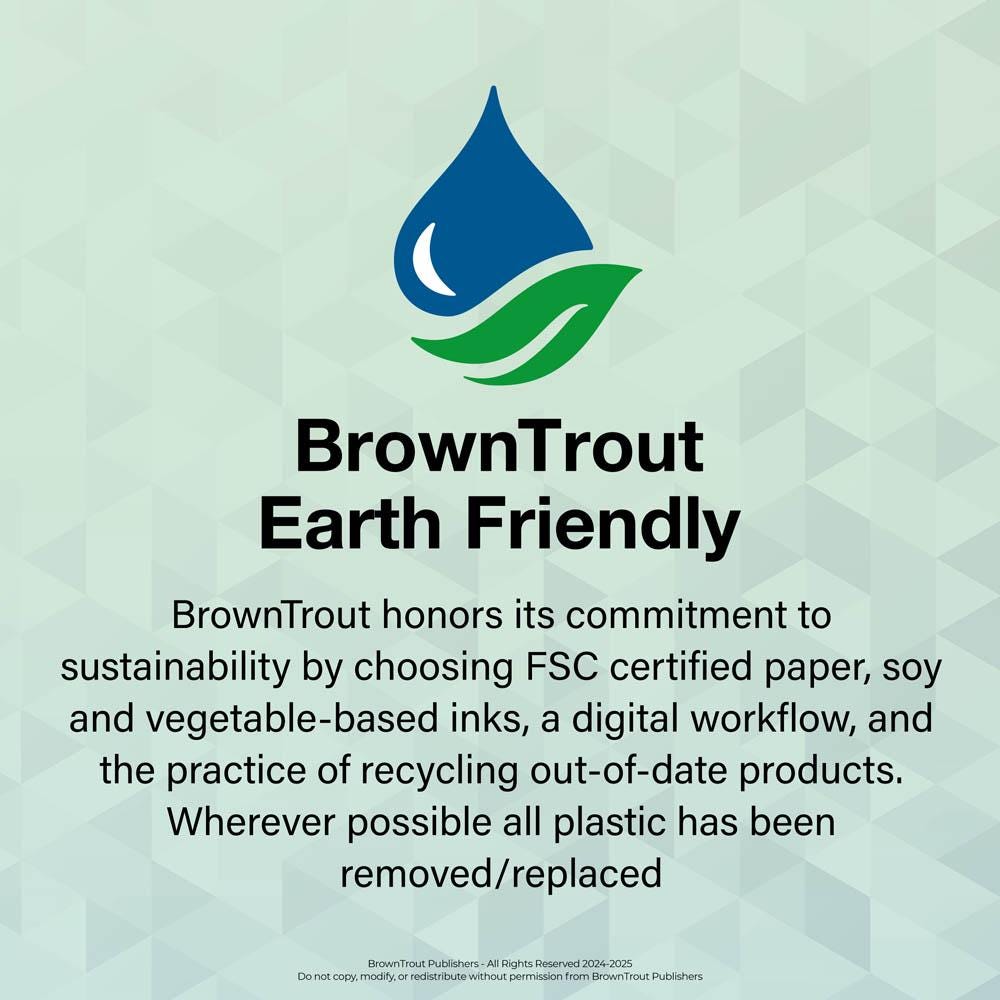 BrownTrout
Earth Friendly
BrownTrout honors its commitment to
sustainability by choosing FSC certified paper, soy
and vegetable-based inks, a digital workflow, and
the practice of recycling out-of-date products.
Wherever possible all plastic has been
removed/replaced
BrownTrout Publishers - All Rights Reserved 2024-2025
Do not copy, modify, or redistribute without permission from BrownTrout Publishers